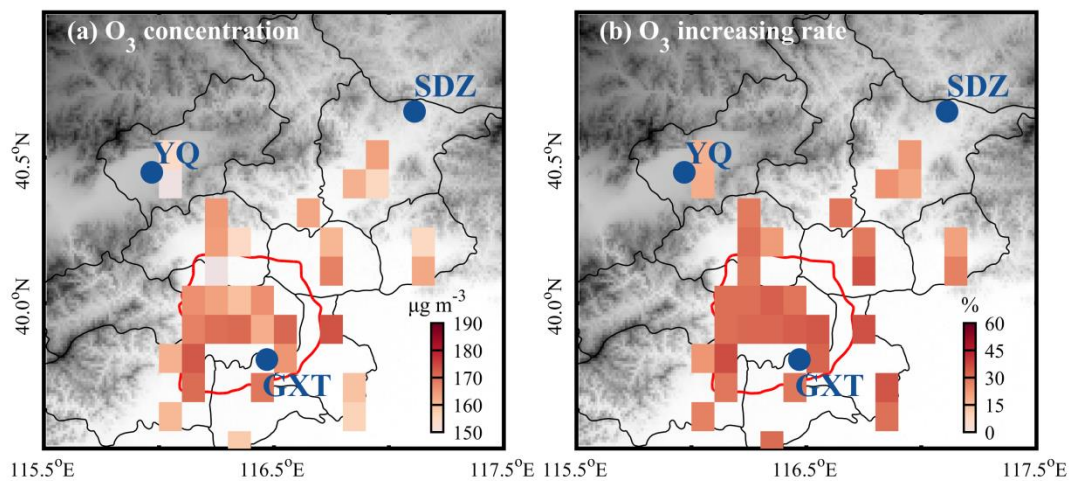 (a) O₃ concentration
SDZ
YQ
GXT
µg m⁻³
190
180
170
160
150
40.5°N
40.0°N
115.5°E
116.5°E
117.5°E
(b) O₃ increasing rate
SDZ
YQ
GXT
%
60
45
30
15
0
40.5°N
40.0°N
115.5°E
116.5°E
117.5°E